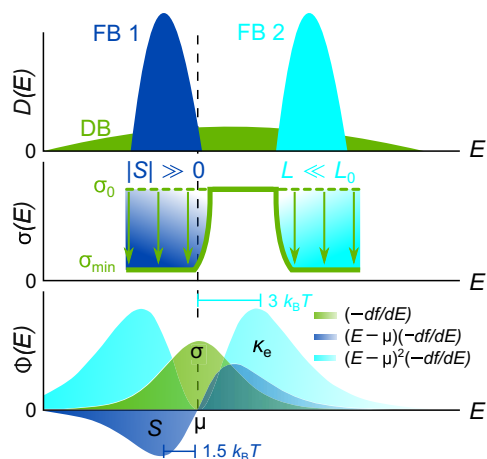 FB 1
FB 2
D(E)
DB
0
E
|S| ≫ 0
L ≪ L₀
σ₀
σ(E)
σmin
0
E
3 kBT
(−df/dE)
(E − μ)(−df/dE)
(E − μ)²(−df/dE)
Φ(E)
σ
κe
0
μ
E
S
1.5 kBT